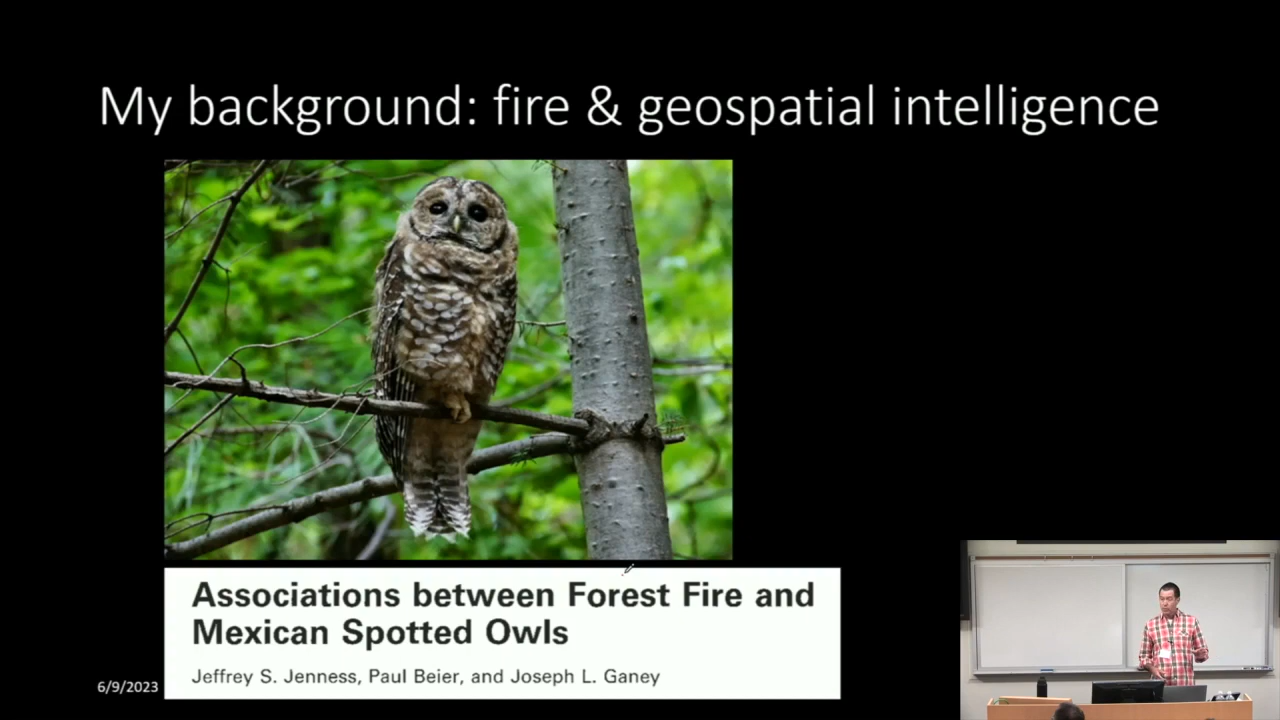 My background: fire & geospatial intelligence
Associations between Forest Fire and
Mexican Spotted Owls
Jeffrey S. Jenness, Paul Beier, and Joseph L. Ganey
6/9/2023